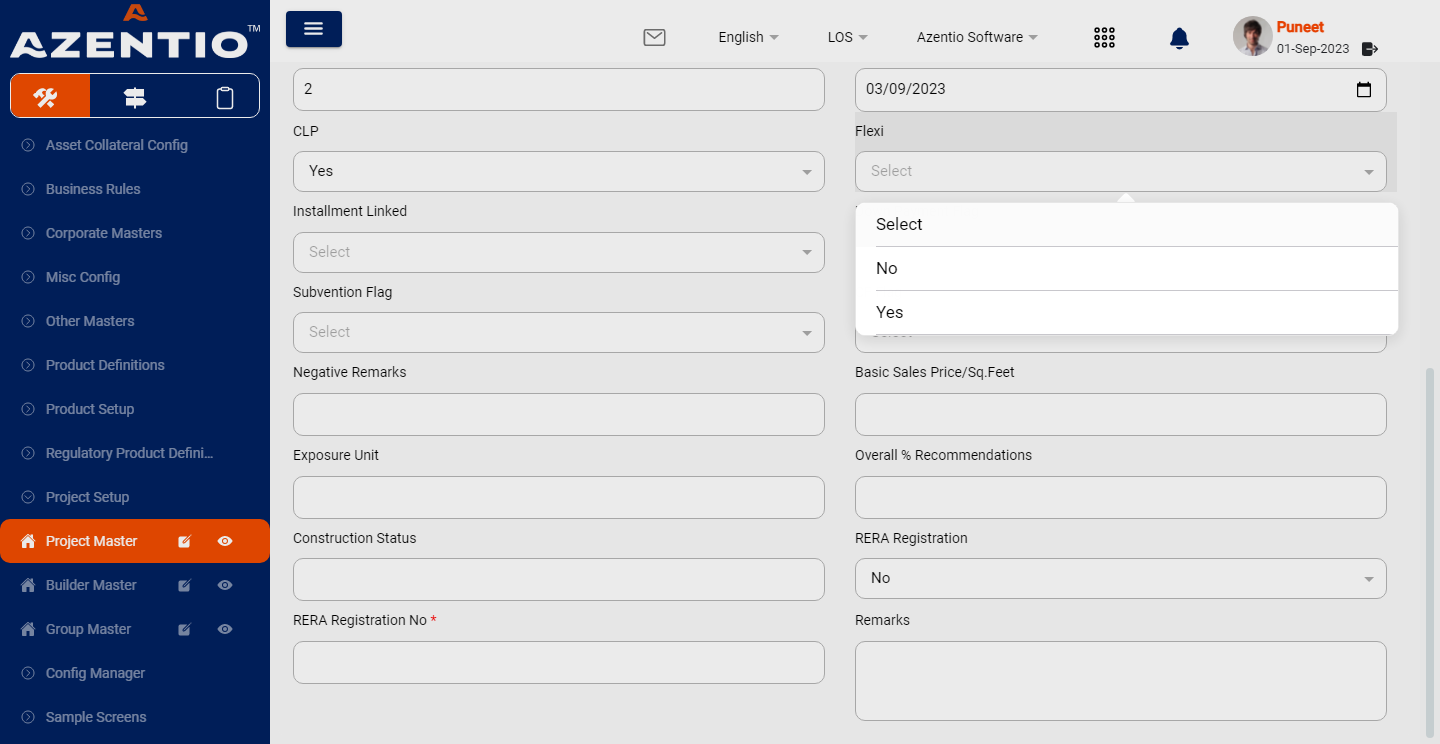 AZENTIO™
English
LOS
Azentio Software
Puneet
01-Sep-2023
Asset Collateral Config
Business Rules
Corporate Masters
Misc Config
Other Masters
Product Definitions
Product Setup
Regulatory Product Defini...
Project Setup
Project Master
Builder Master
Group Master
Config Manager
Sample Screens
2
03/09/2023
CLP
Flexi
Yes
Select
Installment Linked
Select
Select
No
Yes
Subvention Flag
Select
Negative Remarks
Basic Sales Price/Sq.Feet
Exposure Unit
Overall % Recommendations
Construction Status
RERA Registration
No
RERA Registration No *
Remarks